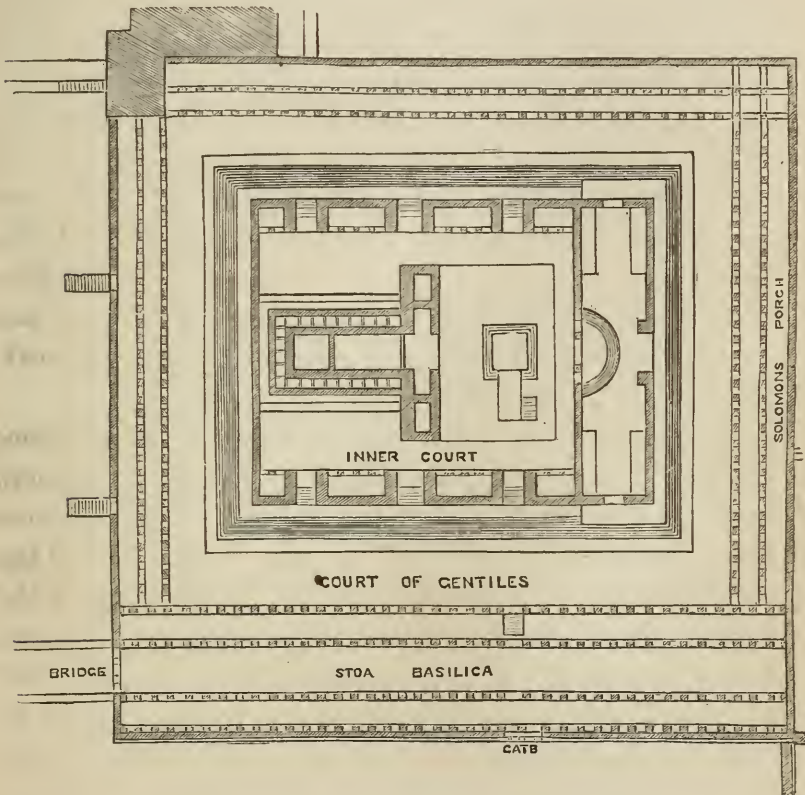 SOLOMONS PORCH
INNER COURT
COURT OF GENTILES
BRIDGE
STOA BASILICA
GATE